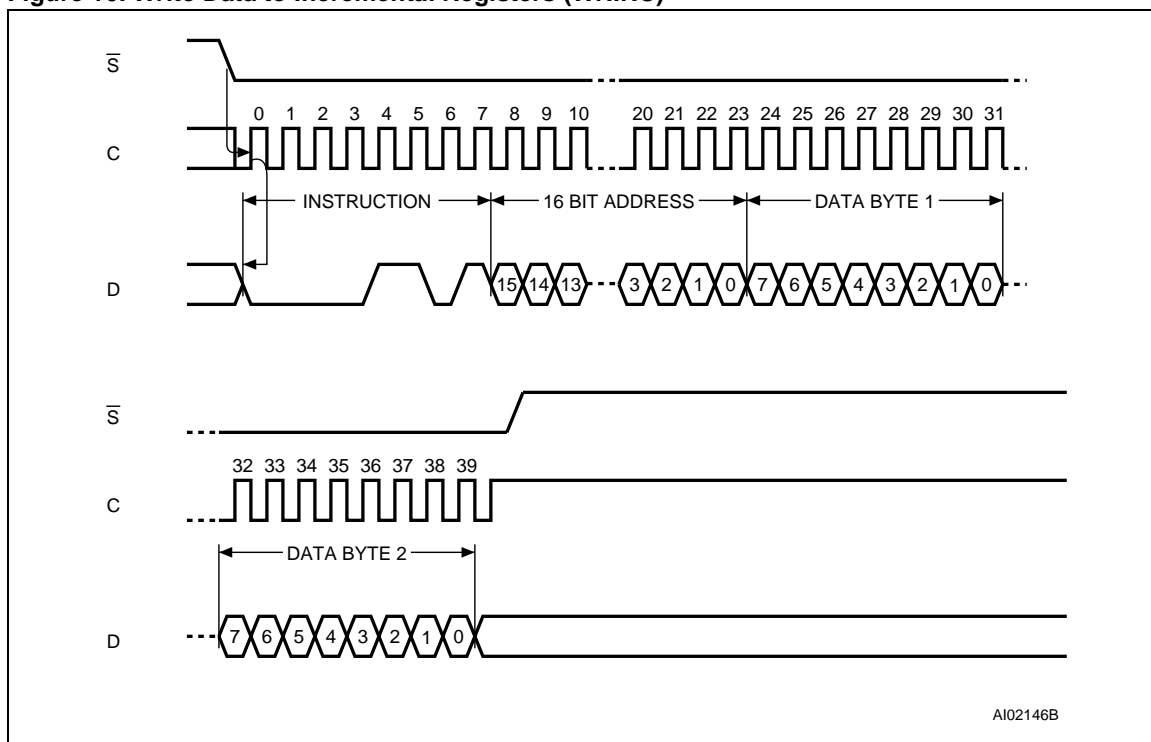 Write Data to Incremental Registers
S
0 1 2 3 4 5 6 7 8 9 10 20 21 22 23 24 25 26 27 28 29 30 31
C
INSTRUCTION 16 BIT ADDRESS DATA BYTE 1
D 15 14 13 3 2 1 0 7 6 5 4 3 2 1 0
S
32 33 34 35 36 37 38 39
C
DATA BYTE 2
D 7 6 5 4 3 2 1 0
AI02146B